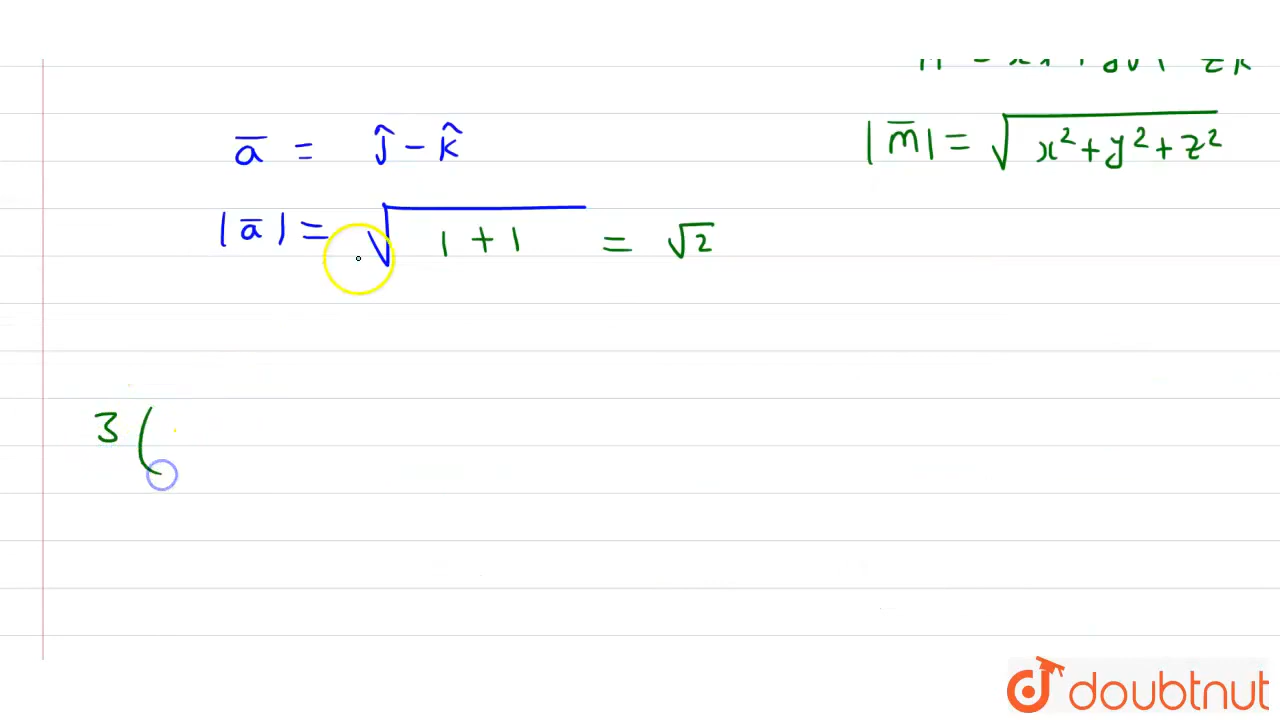 a̅ = ĵ - k̂
|m̅| = √(x² + y² + z²)
|a̅| = √(1 + 1) = √2
3 (
doubtnut